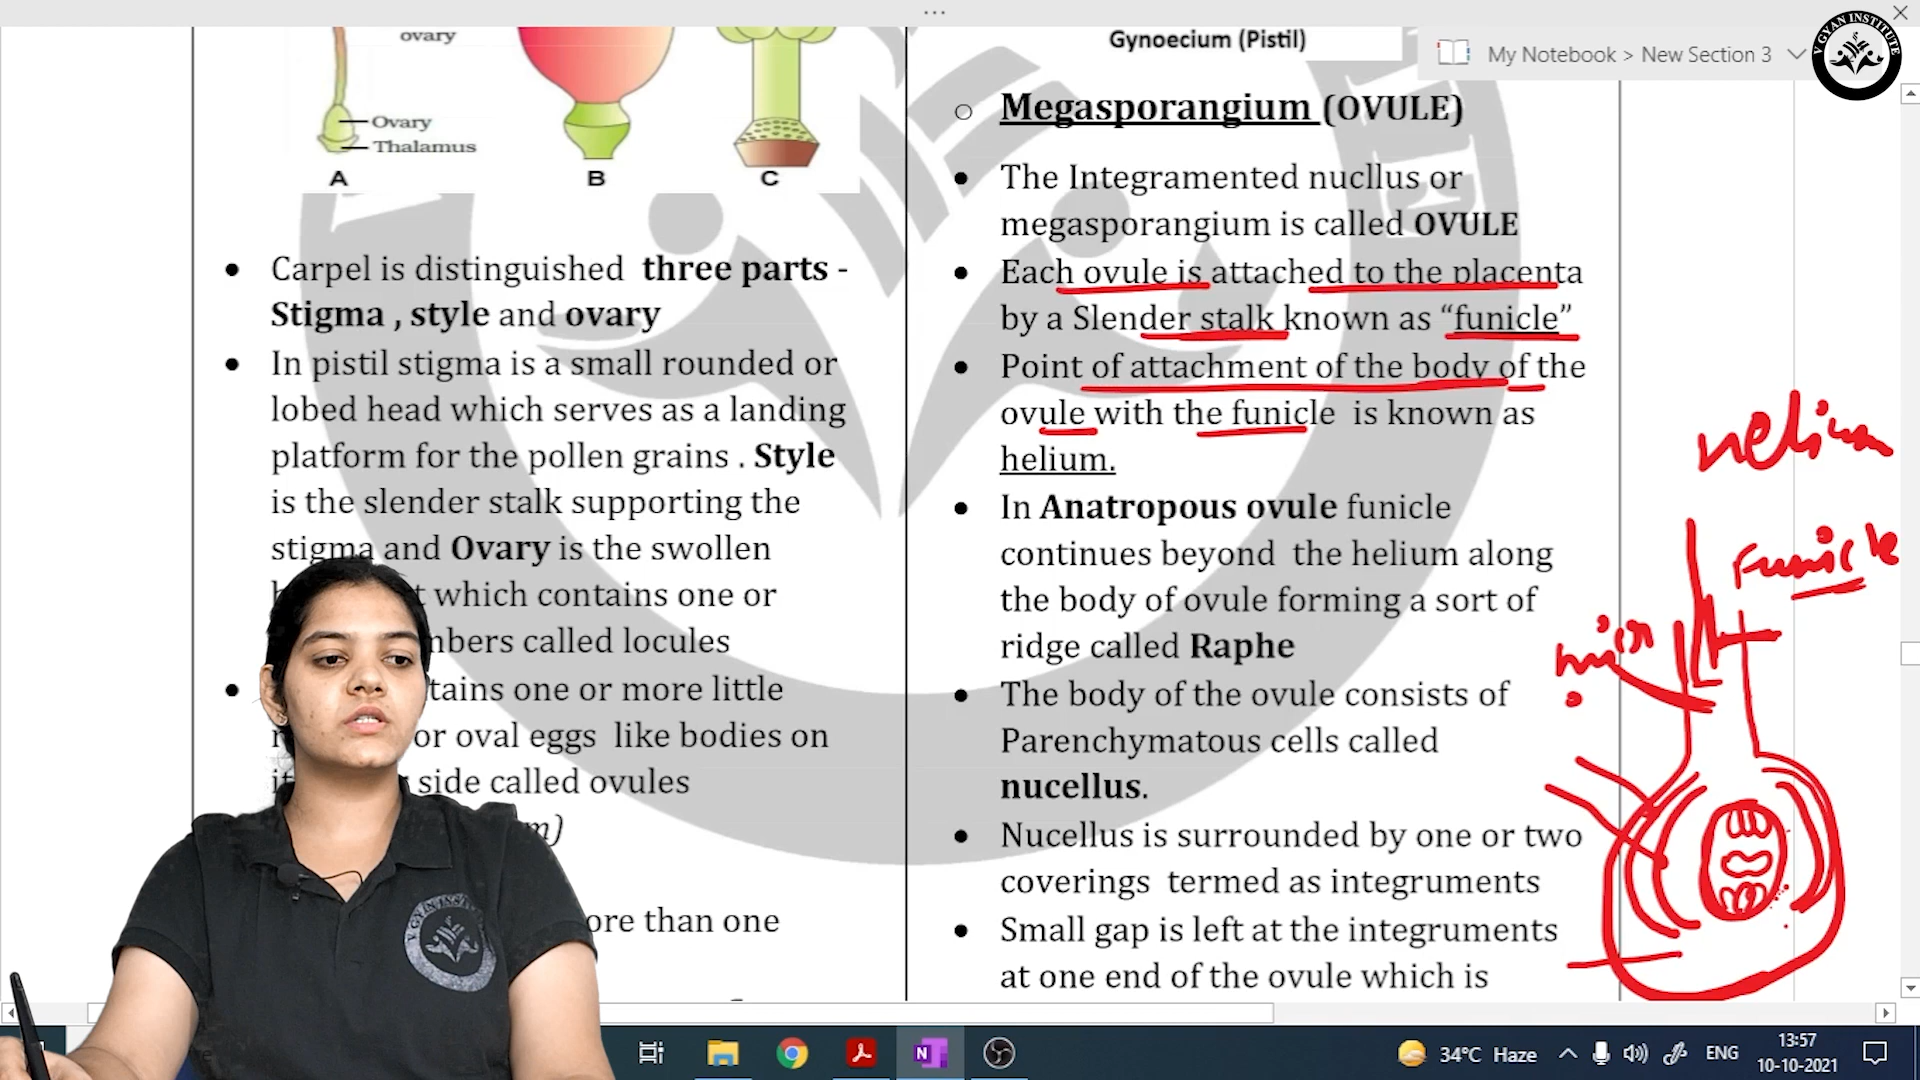 ovary
Ovary
Thalamus
A
B
C
Carpel is distinguished three parts -
Stigma , style and ovary
In pistil stigma is a small rounded or
lobed head which serves as a landing
platform for the pollen grains . Style
is the slender stalk supporting the
stigma and Ovary is the swollen
which contains one or
called locules
one or more little
or oval eggs like bodies on
side called ovules
more than one
Gynoecium (Pistil)
My Notebook > New Section 3
V GYAN INSTITUTE
Megasporangium (OVULE)
The Integramented nucllus or
megasporangium is called OVULE
Each ovule is attached to the placenta
by a Slender stalk known as “funicle”
Point of attachment of the body of the
ovule with the funicle is known as
helium.
In Anatropous ovule funicle
continues beyond the helium along
the body of ovule forming a sort of
ridge called Raphe
The body of the ovule consists of
Parenchymatous cells called
nucellus.
Nucellus is surrounded by one or two
coverings termed as integruments
Small gap is left at the integruments
at one end of the ovule which is
helium
Funicle
V GYAN INSTITUTE
34°C Haze
ENG
13:57
10-10-2021